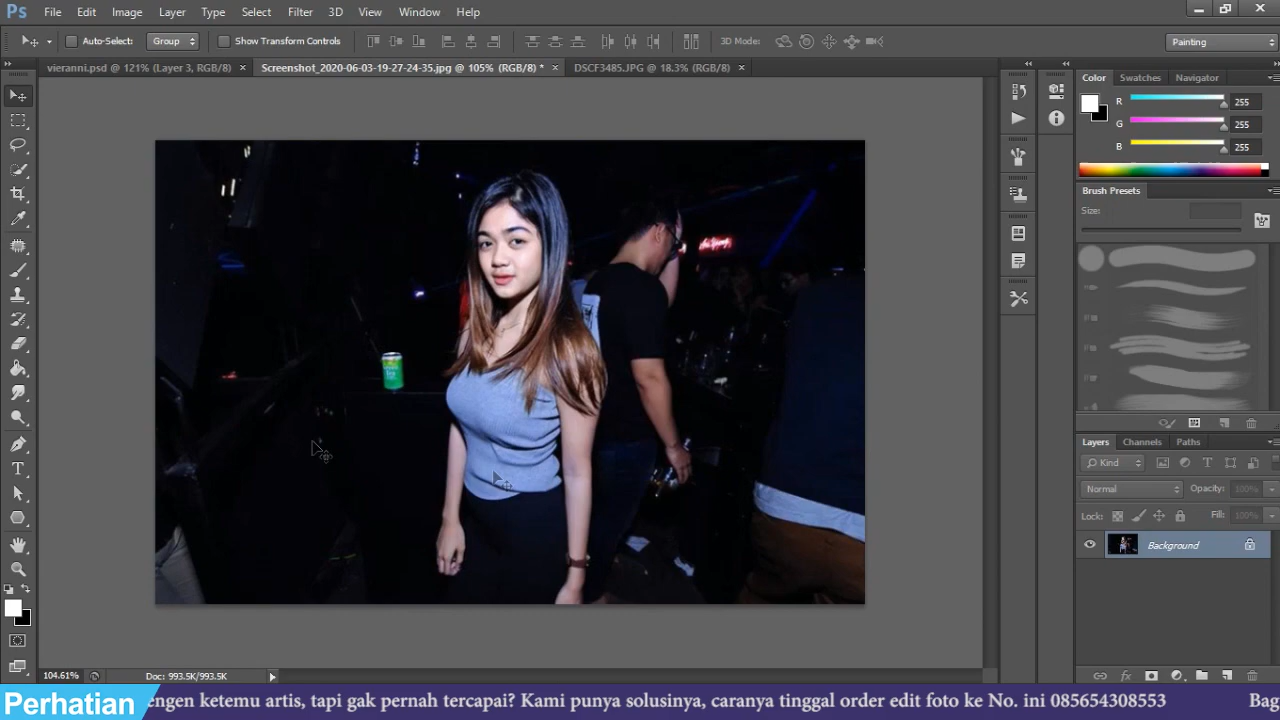 Ps File Edit Image Layer Type Select Filter 3D View Window Help
Auto-Select: Group Show Transform Controls 3D Mode: Painting
vieranni.psd @ 121% (Layer 3, RGB/8) × Screenshot_2020-06-03-19-27-24-35.jpg @ 105% (RGB/8) * × DSCF3485.JPG @ 18.3% (RGB/8) ×
Color Swatches Navigator
R 255
G 255
B 255
Brush Presets
Size:
Layers Channels Paths
Kind
Normal Opacity: 100%
Lock: Fill: 100%
Background
104.61% Doc: 993.5K/993.5K
Perhatian engen ketemu artis, tapi gak pernah tercapai? Kami punya solusinya, caranya tinggal order edit foto ke No. ini 085654308553 Bag